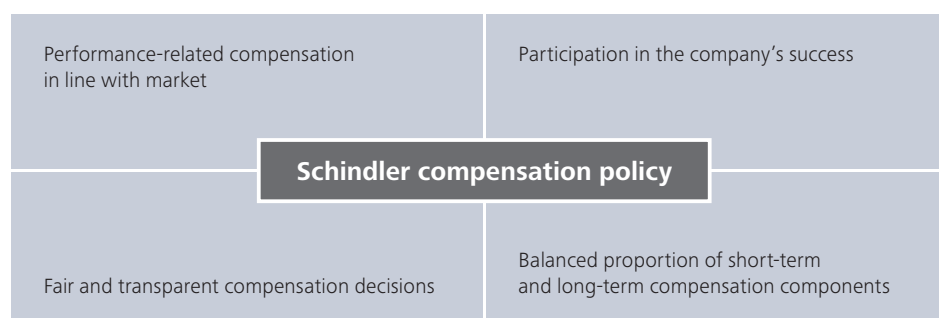 Performance-related compensation
in line with market
Participation in the company’s success
Schindler compensation policy
Fair and transparent compensation decisions
Balanced proportion of short-term
and long-term compensation components